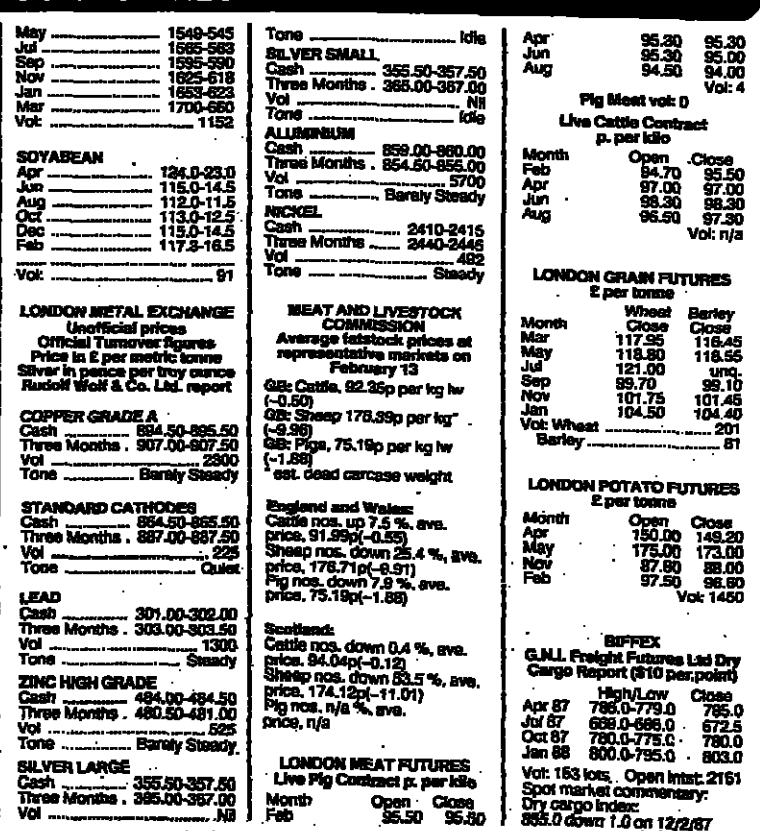 May 1549-545
Jul 1565-563
Sep 1595-590
Nov 1625-618
Jan 1653-623
Mar 1700-660
Vol: 1152
SOYABEAN
Apr 124.0-23.0
Jun 115.0-14.5
Aug 112.0-11.5
Oct 113.0-12.5
Dec 115.0-14.5
Feb 117.3-16.5
Vol: 91
LONDON METAL EXCHANGE
Unofficial prices
Official Turnover figures
Price in £ per metric tonne
Silver in pence per troy ounce
Rudolf Wolf & Co. Ltd. report
COPPER GRADE A
Cash 894.50-895.50
Three Months . 907.00-907.50
Vol 2300
Tone Barely Steady
STANDARD CATHODES
Cash 864.50-865.50
Three Months . 887.00-887.50
Vol 225
Tone Quiet
LEAD
Cash 301.00-302.00
Three Months . 303.00-303.50
Vol 1300
Tone Steady
ZINC HIGH GRADE
Cash 484.00-484.50
Three Months . 480.50-481.00
Vol 525
Tone Barely Steady
SILVER LARGE
Cash 355.50-357.50
Three Months . 365.00-367.00
Vol Nil
Tone Idle
SILVER SMALL
Cash 355.50-357.50
Three Months . 365.00-367.00
Vol Nil
Tone Idle
ALUMINIUM
Cash 859.00-860.00
Three Months . 854.50-855.00
Vol 5700
Tone Barely Steady
NICKEL
Cash 2410-2415
Three Months 2440-2445
Vol 492
Tone Steady
MEAT AND LIVESTOCK
COMMISSION
Average fatstock prices at
representative markets on
February 13
GB: Cattle, 92.36p per kg lw
(-0.50)
GB: Sheep 176.39p per kg*
(-9.96)
GB: Pigs, 75.19p per kg lw
(-1.88)
* est. dead carcase weight
England and Wales:
Cattle nos. up 7.5 %, ave.
price, 91.99p(-0.55)
Sheep nos. down 25.4 %, ave.
price, 176.71p(-9.91)
Pig nos. down 7.9 %, ave.
price, 75.19p(-1.88)
Scotland:
Cattle nos. down 0.4 %, ave.
price, 94.04p(-0.12)
Sheep nos. down 53.5 %, ave.
price, 174.12p(-11.01)
Pig nos. n/a %, ave.
price, n/a
LONDON MEAT FUTURES
Live Pig Contract p. per kilo
Month Open Close
Feb 95.50 95.50
Apr 95.30 95.30
Jun 95.30 95.00
Aug 94.50 94.00
Vol: 4
Pig Meat vol: 0
Live Cattle Contract
p. per kilo
Month Open Close
Feb 94.70 95.50
Apr 97.00 97.00
Jun 98.30 98.30
Aug 96.50 97.30
Vol: n/a
LONDON GRAIN FUTURES
£ per tonne
Wheat Barley
Month Close Close
Mar 117.95 116.45
May 118.80 118.55
Jul 121.00 unq.
Sep 99.70 99.10
Nov 101.75 101.45
Jan 104.50 104.40
Vol: Wheat 201
Barley 81
LONDON POTATO FUTURES
£ per tonne
Month Open Close
Apr 150.00 149.20
May 175.00 173.00
Nov 87.80 88.00
Feb 97.50 98.60
Vol: 1450
BIFFEX
G.N.I. Freight Futures Ltd Dry
Cargo Report ($10 per point)
High/Low Close
Apr 87 786.0-779.0 785.0
Jul 87 669.0-666.0 672.5
Oct 87 780.0-775.0 780.0
Jan 88 800.0-795.0 803.0
Vol: 153 lots Open Intst: 2161
Spot market commentary:
Dry cargo index:
855.0 down 1.0 on 12/2/87